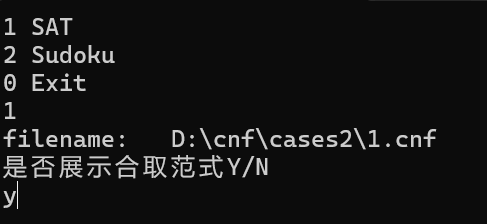 1 SAT
2 Sudoku
0 Exit
1
filename:   D:\cnf\cases2\1.cnf
是否展示合取范式Y/N
y